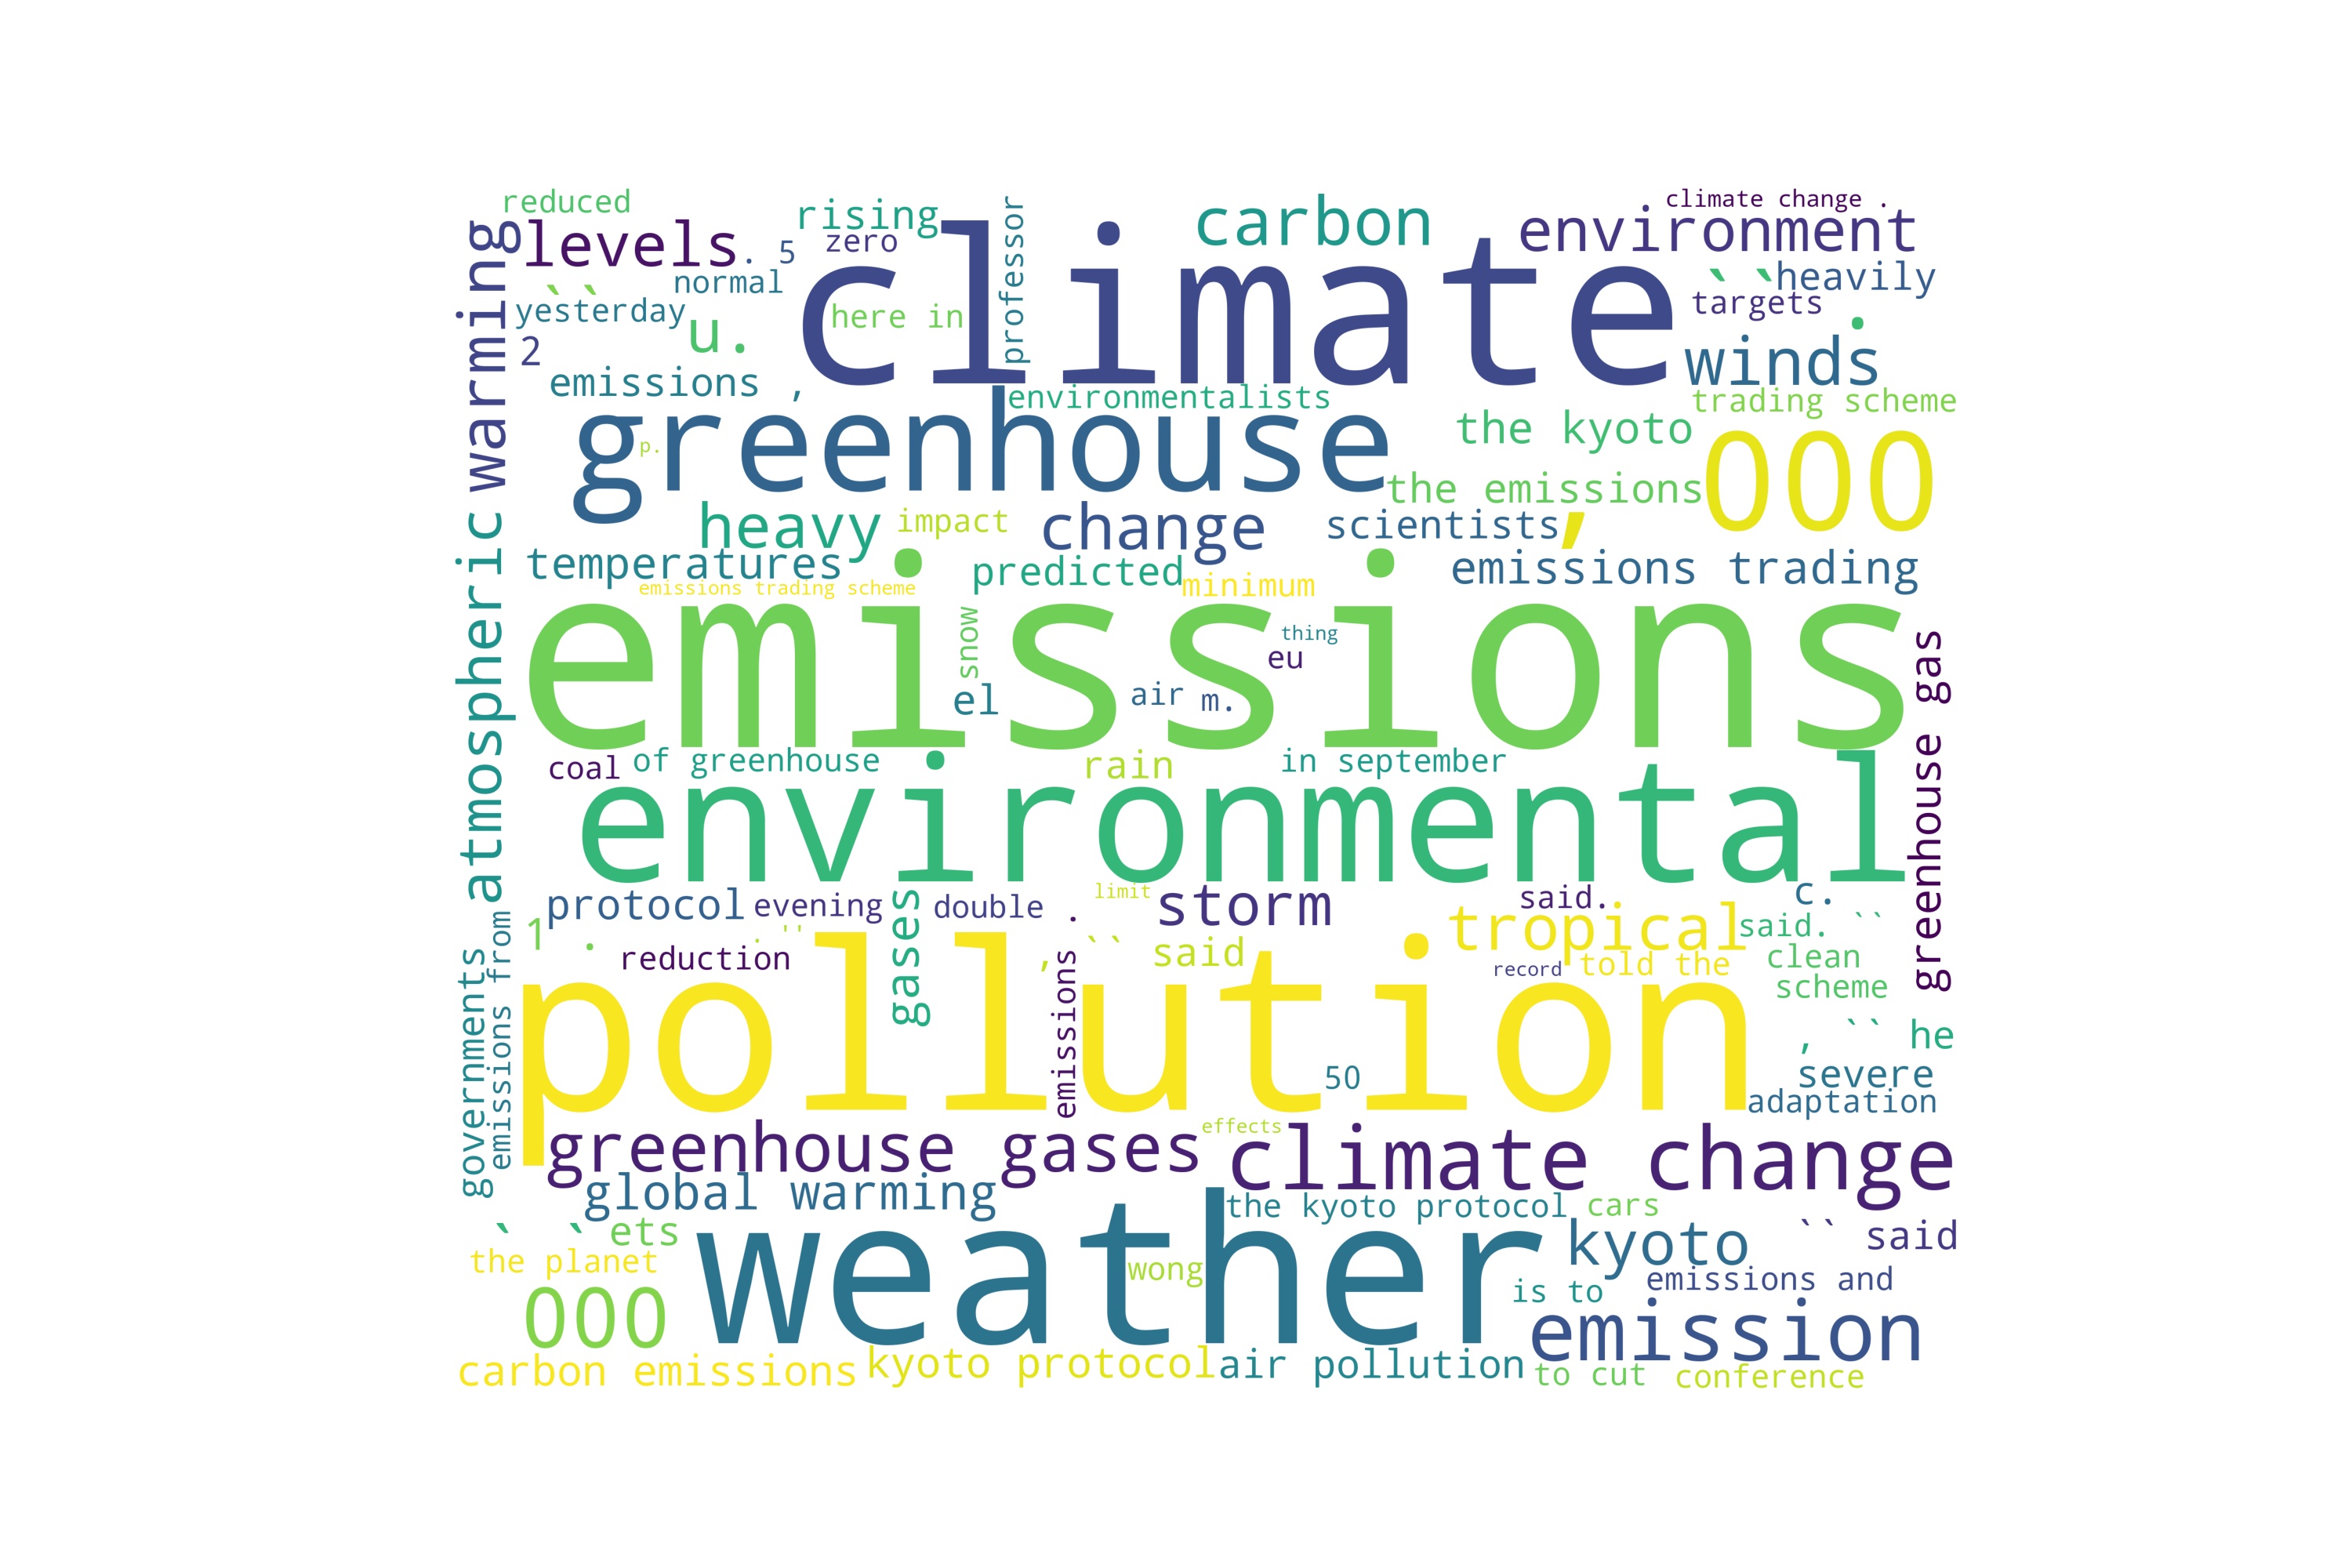 reduced
levels
. 5
rising
zero
climate
professor
carbon
climate change .
environment
` `
heavily
targets
.
winds
warming
normal
` `
yesterday
u.
here in
2
emissions ,
environmentalists
trading scheme
greenhouse
p.
the kyoto
, 000
the emissions
heavy
impact
change
scientists
temperatures
emissions trading scheme
predicted
minimum
emissions trading
atmospheric
emissions
snow
thing
eu
el
air
m.
greenhouse gas
coal
of greenhouse
rain
in september
environmental
protocol
evening
gases
double .
limit
storm
said.
c.
1 .
. ''
reduction
, `` said
tropical
said. ``
record
told the
clean
scheme
pollution
emissions
50
governments
emissions from
, `` he
severe
adaptation
greenhouse gases
effects
climate change
global warming
the kyoto protocol
cars
` `
ets
weather
kyoto
`` said
the planet
wong
is to
emissions and
000
emission
carbon emissions
kyoto protocol
air pollution
to cut
conference